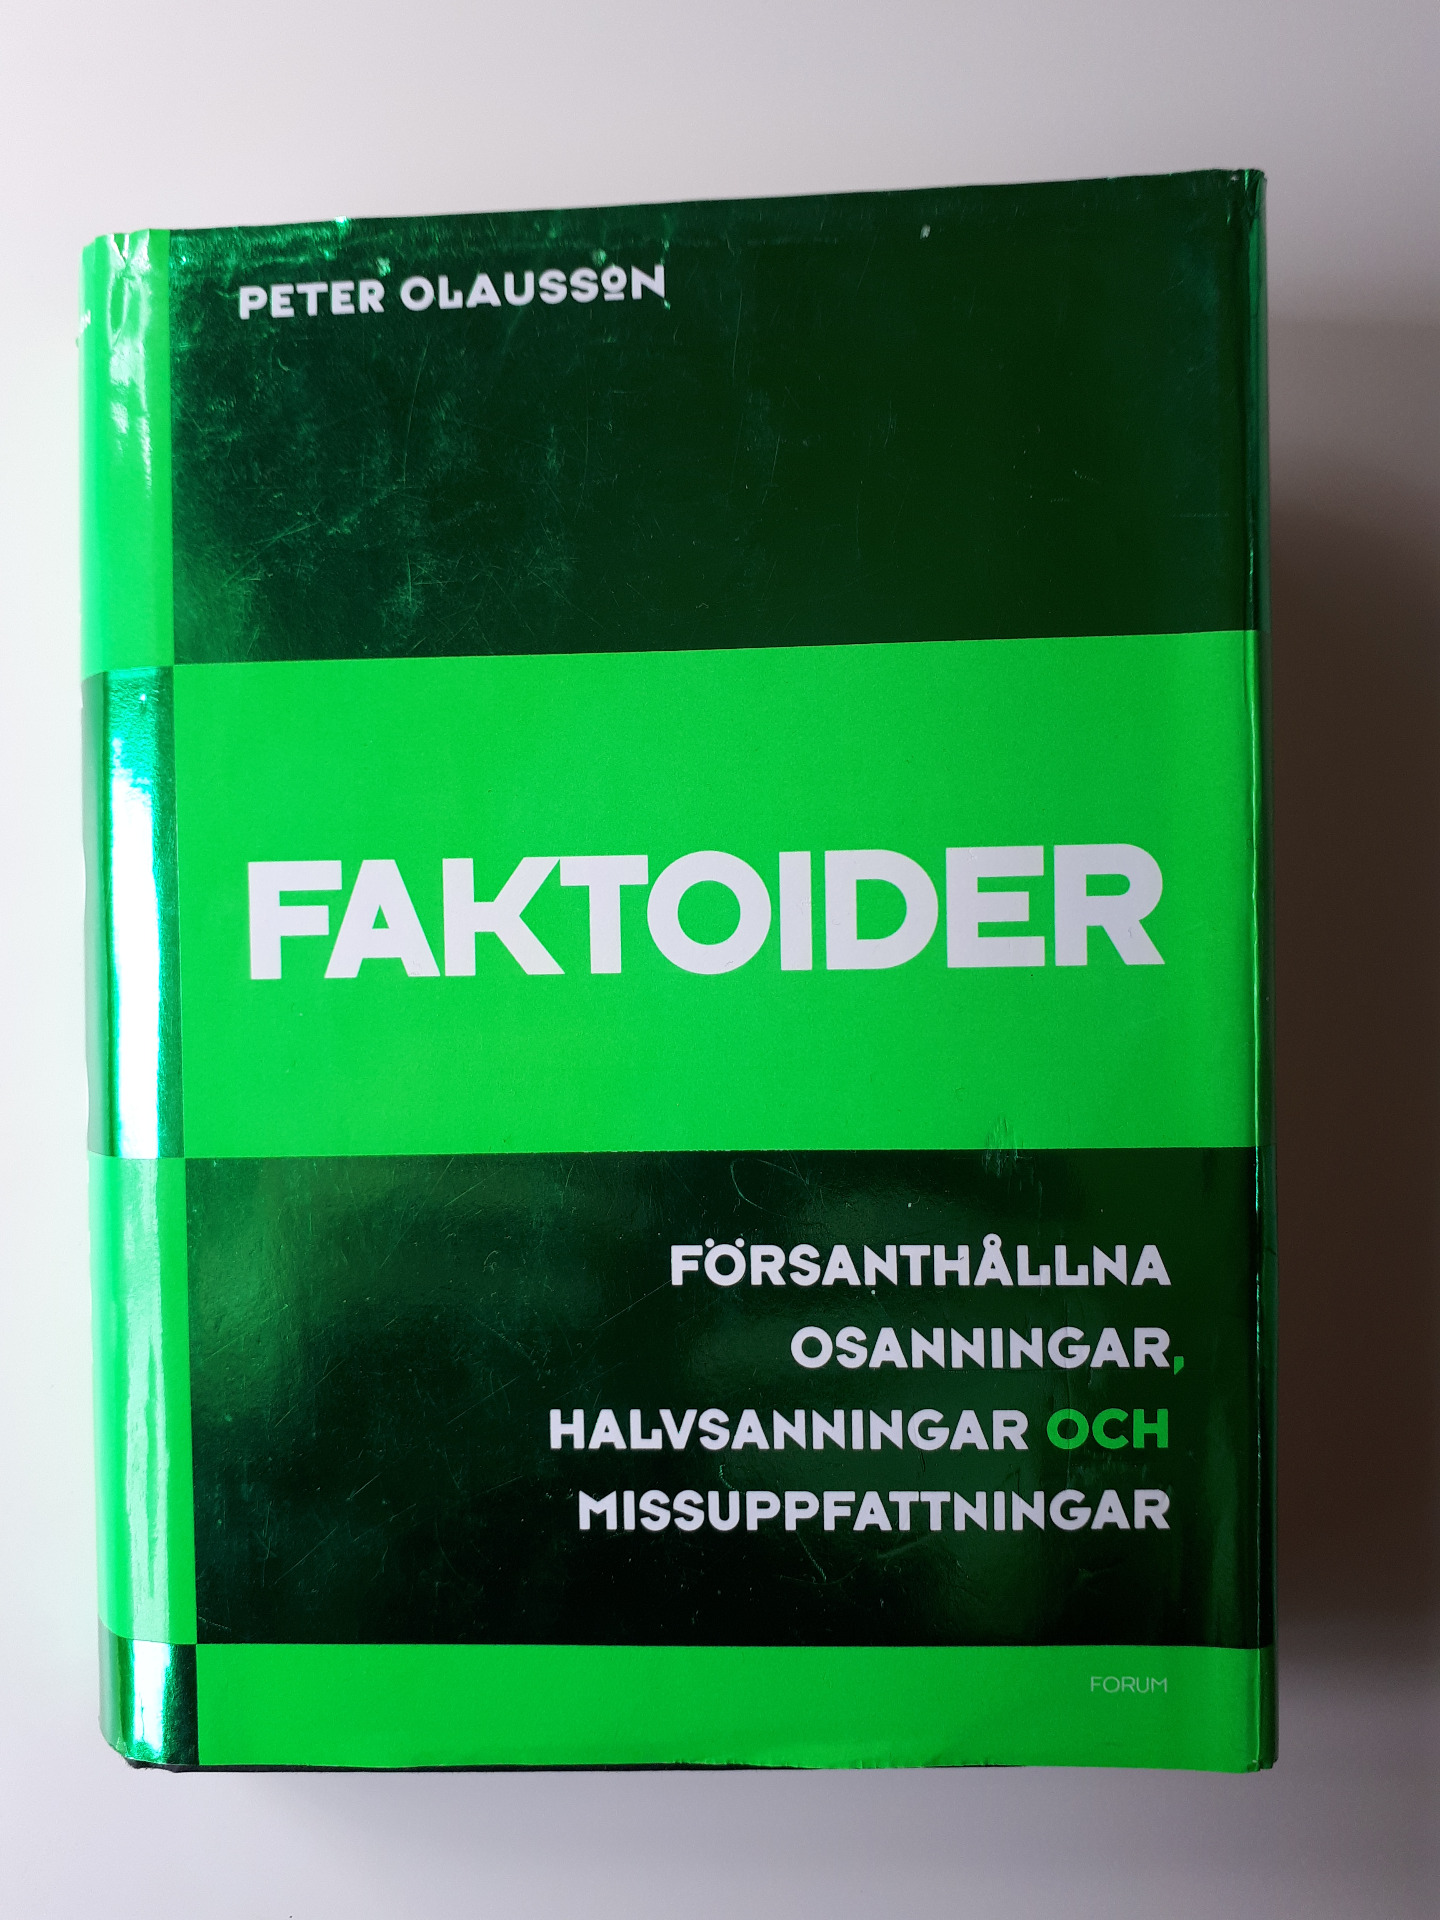 PETER OLAUSSON
FAKTOIDER
FÖRSANTHÅLLNA
OSANNINGAR,
HALVSANNINGAR OCH
MISSUPPFATTNINGAR
FORUM